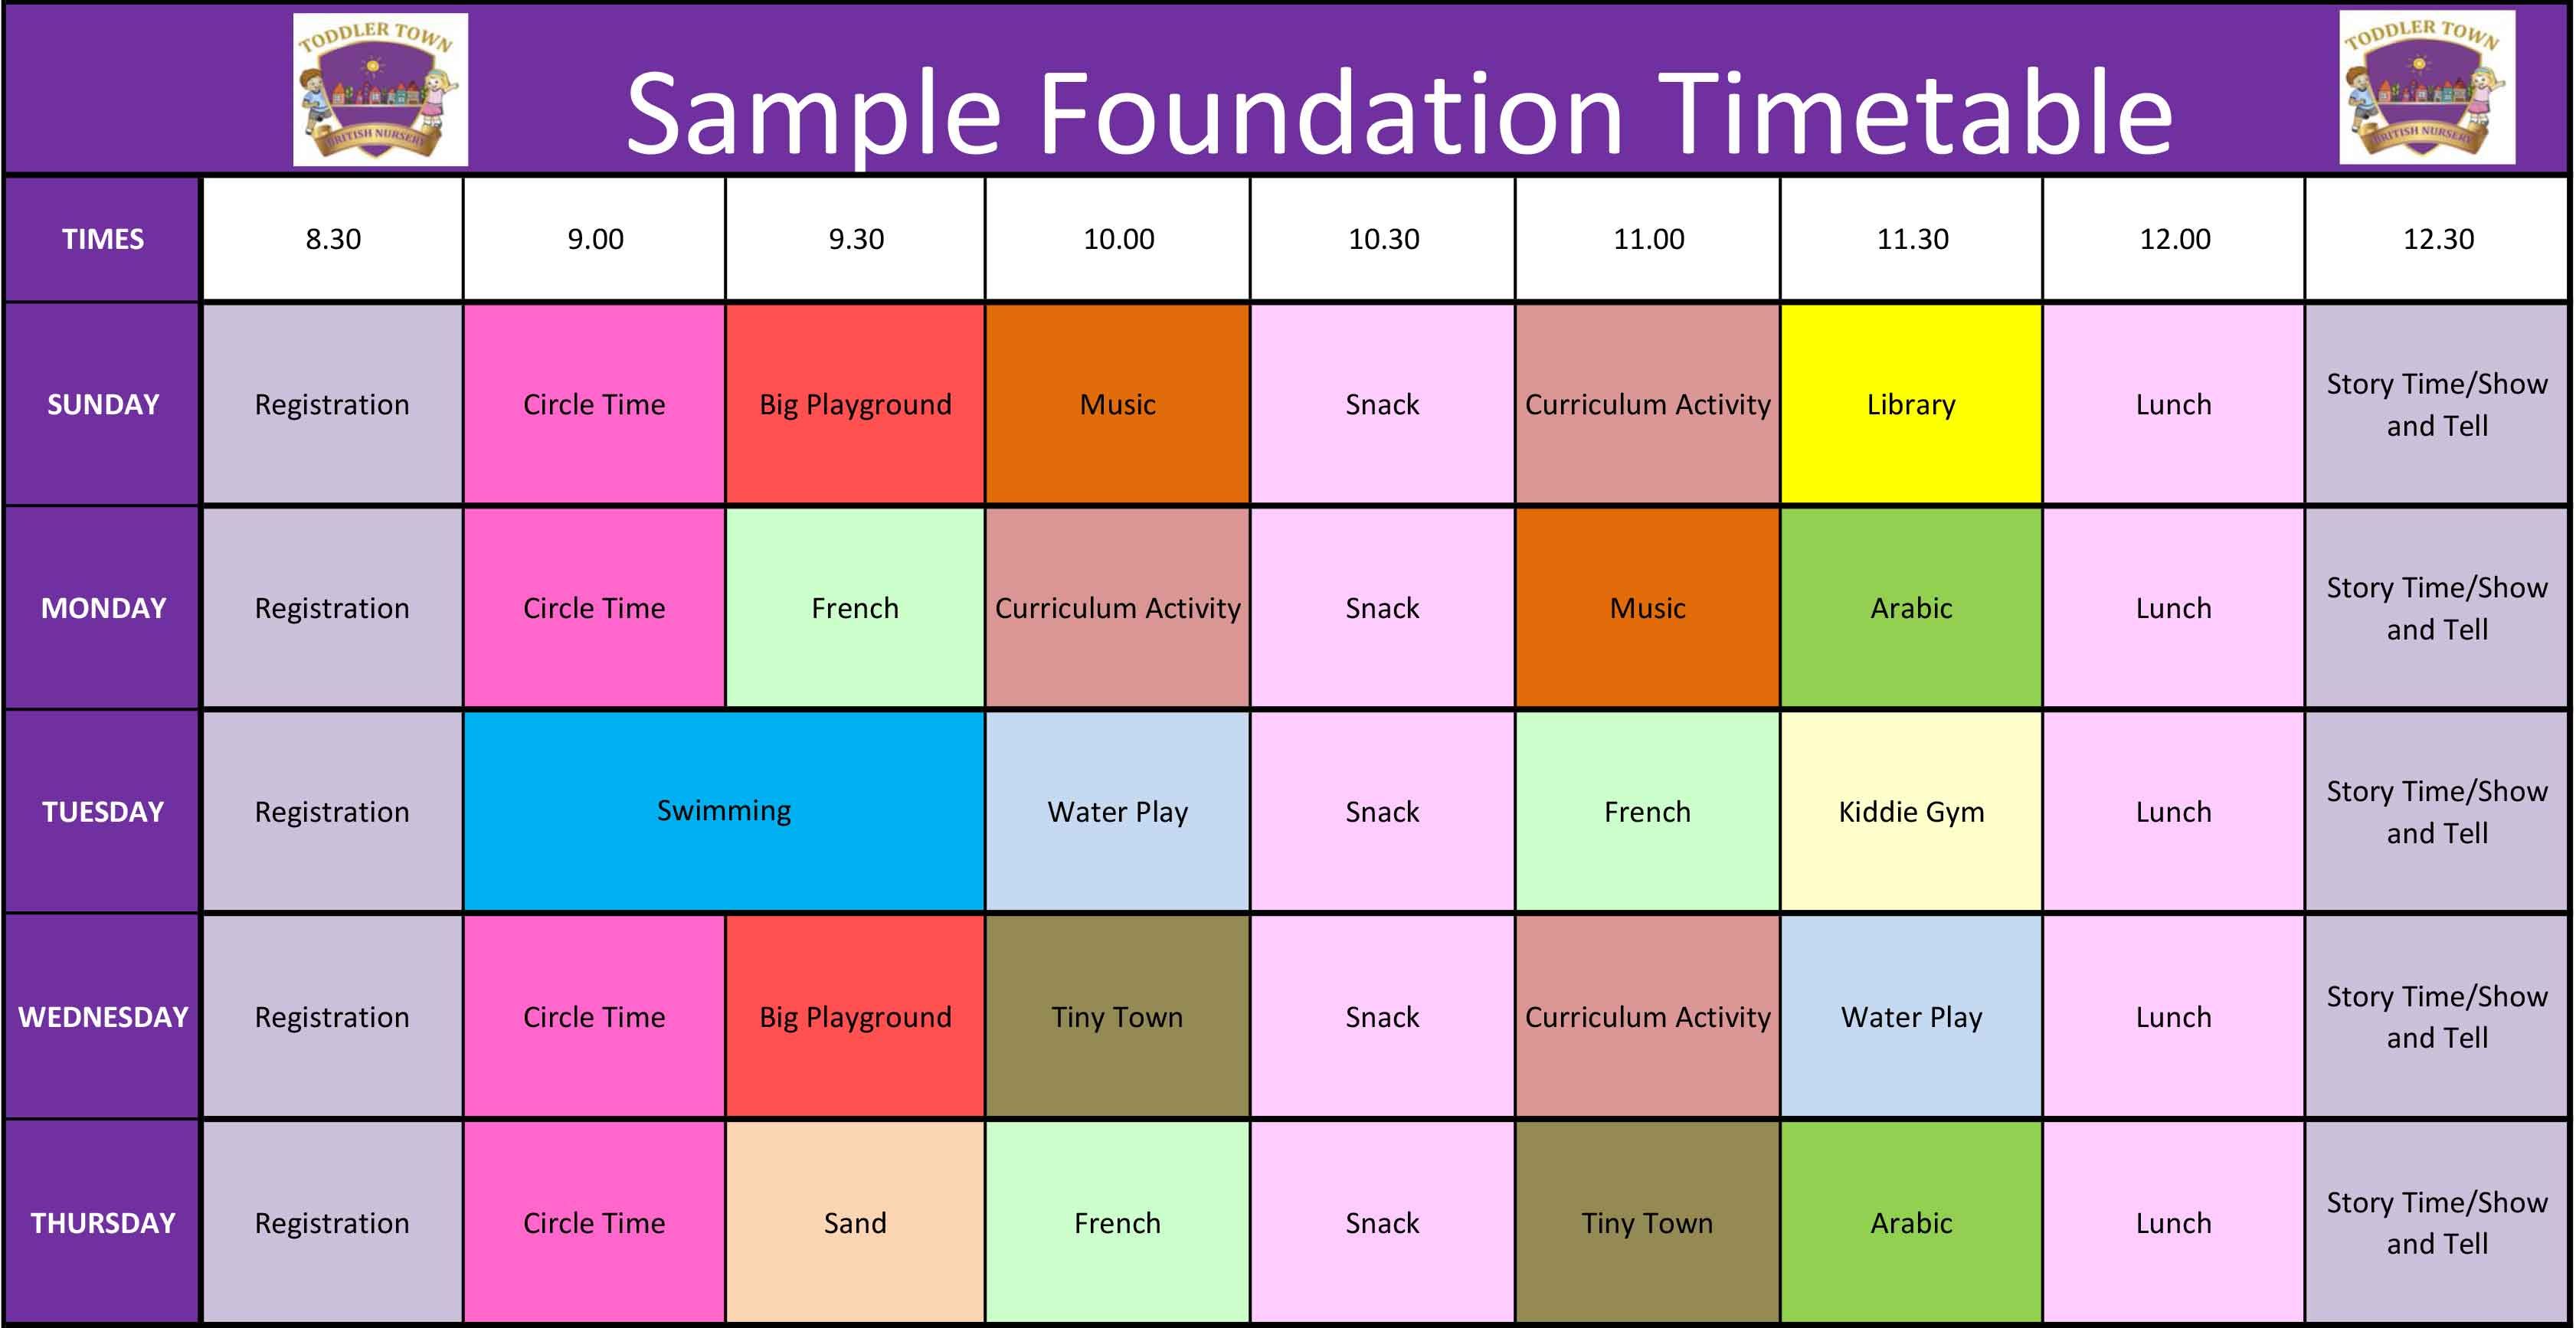 TODDLER TOWN
BRITISH NURSERY
Sample Foundation Timetable
TODDLER TOWN
BRITISH NURSERY
TIMES 8.30 9.00 9.30 10.00 10.30 11.00 11.30 12.00 12.30
SUNDAY Registration Circle Time Big Playground Music Snack Curriculum Activity Library Lunch Story Time/Show
and Tell
MONDAY Registration Circle Time French Curriculum Activity Snack Music Arabic Lunch Story Time/Show
and Tell
TUESDAY Registration Swimming Water Play Snack French Kiddie Gym Lunch Story Time/Show
and Tell
WEDNESDAY Registration Circle Time Big Playground Tiny Town Snack Curriculum Activity Water Play Lunch Story Time/Show
and Tell
THURSDAY Registration Circle Time Sand French Snack Tiny Town Arabic Lunch Story Time/Show
and Tell